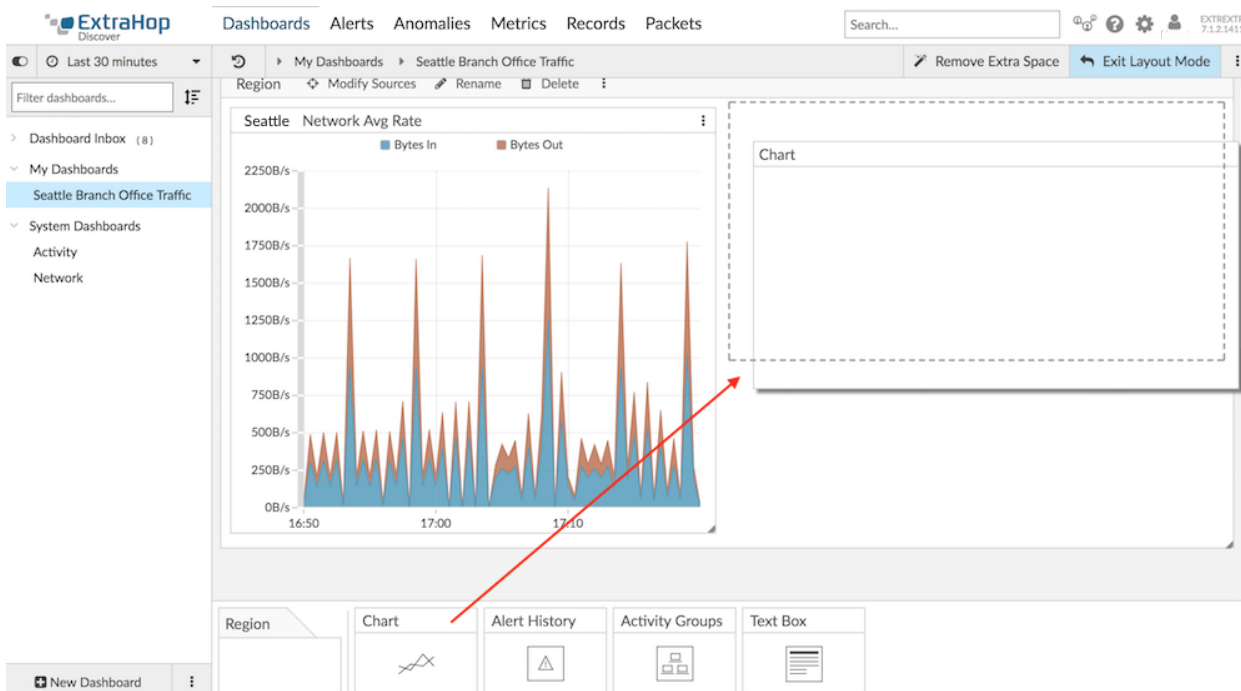 ExtraHop
Discover
Dashboards Alerts Anomalies Metrics Records Packets
Search...
Last 30 minutes
My Dashboards Seattle Branch Office Traffic
Remove Extra Space
Exit Layout Mode
Filter dashboards...
Dashboard Inbox (8)
My Dashboards
Seattle Branch Office Traffic
System Dashboards
Activity
Network
New Dashboard
Region Modify Sources Rename Delete
Seattle Network Avg Rate
Bytes In Bytes Out
2250B/s
2000B/s
1750B/s
1500B/s
1250B/s
1000B/s
750B/s
500B/s
250B/s
0B/s
16:50 17:00 17:10
Chart
Region
Chart
Alert History
Activity Groups
Text Box